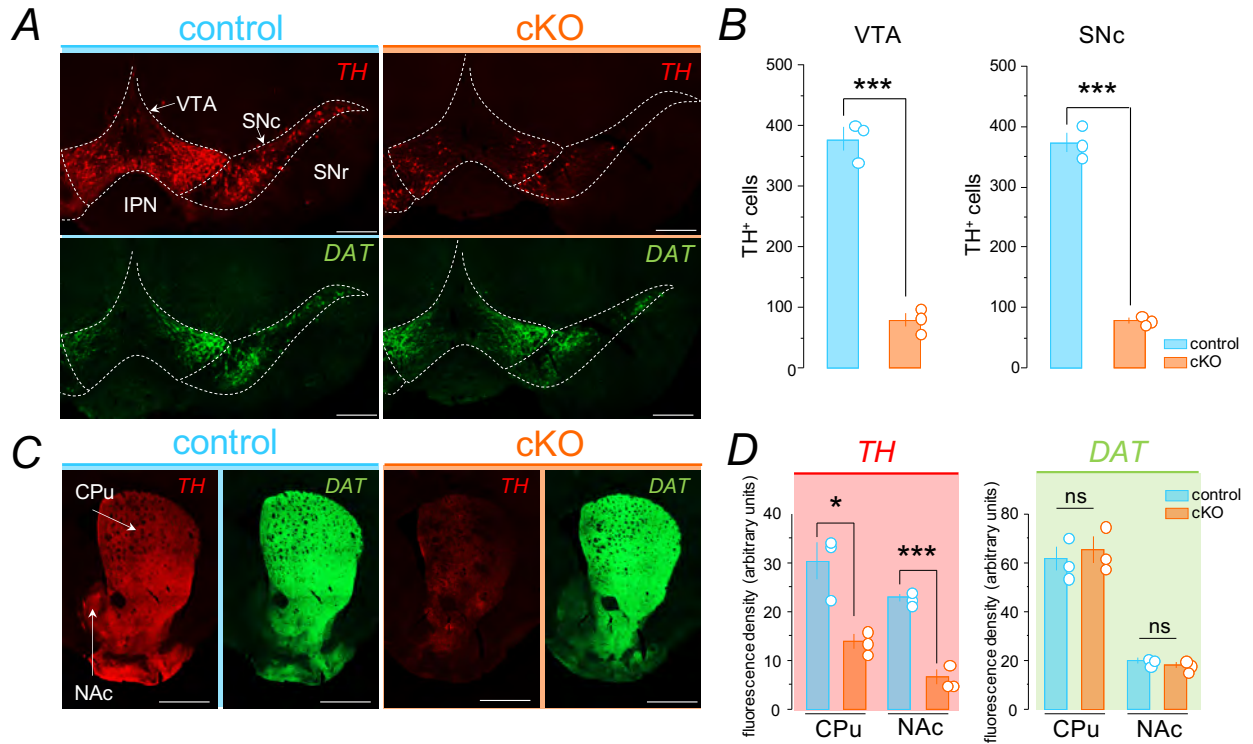 A
control
cKO
TH
VTA
SNc
SNr
IPN
TH
DAT
DAT
B
VTA
SNc
500
400
300
200
100
0
TH+ cells
***
500
400
300
200
100
0
TH+ cells
***
control
cKO
C
control
cKO
CPu
NAc
TH
DAT
TH
DAT
D
TH
DAT
fluorescence density (arbitrary units)
40
30
20
10
0
*
***
CPu
NAc
fluorescence density (arbitrary units)
80
60
40
20
0
ns
ns
control
cKO
CPu
NAc